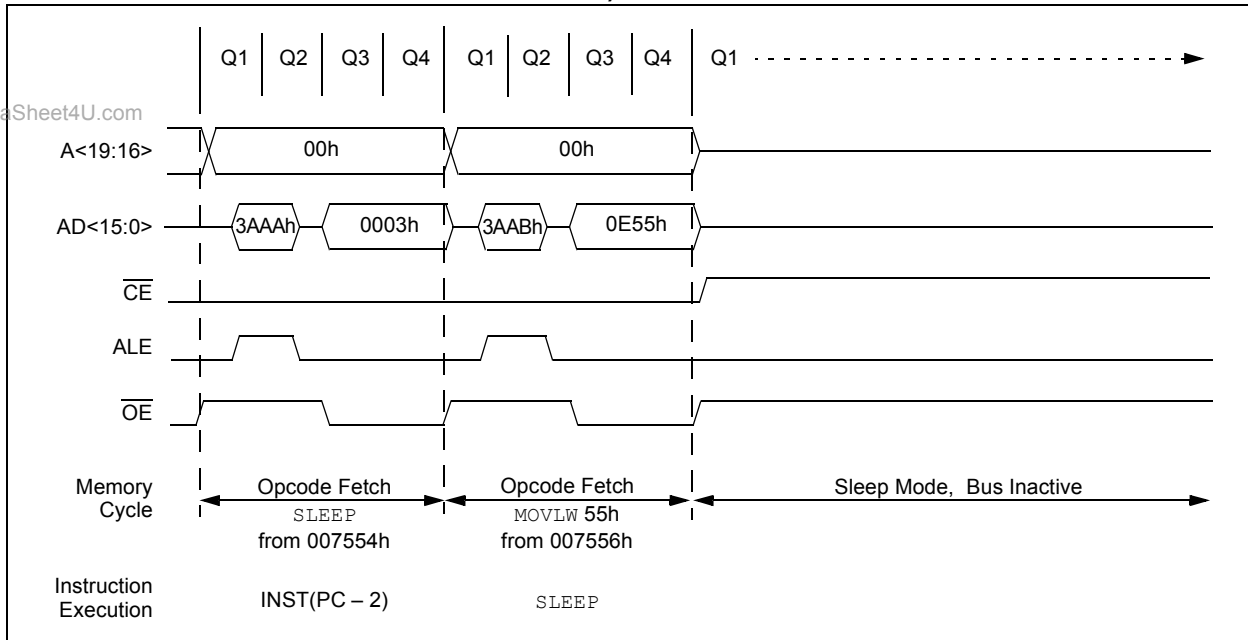 Q1 Q2 Q3 Q4 Q1 Q2 Q3 Q4 Q1
aSheet4U.com
A<19:16> 00h 00h
AD<15:0> 3AAAh 0003h 3AABh 0E55h
CE
ALE
OE
Memory Cycle Opcode Fetch Opcode Fetch Sleep Mode, Bus Inactive
SLEEP MOVLW 55h
from 007554h from 007556h
Instruction
Execution INST(PC – 2) SLEEP